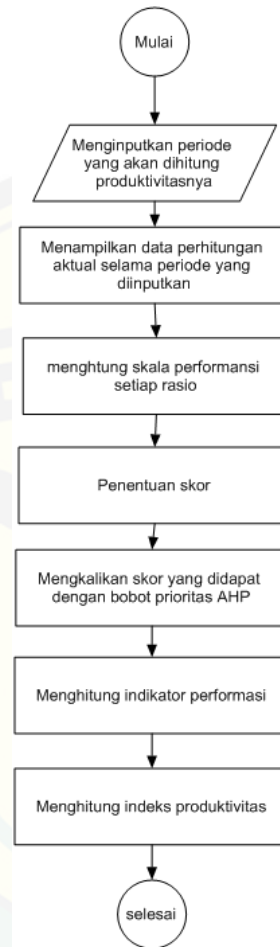 Mulai
Menginputkan periode
yang akan dihitung
produktivitasnya
Menampilkan data perhitungan
aktual selama periode yang
diinputkan
menghtung skala performansi
setiap rasio
Penentuan skor
Mengkalikan skor yang didapat
dengan bobot prioritas AHP
Menghitung indikator performasi
Menghitung indeks produktivitas
selesai